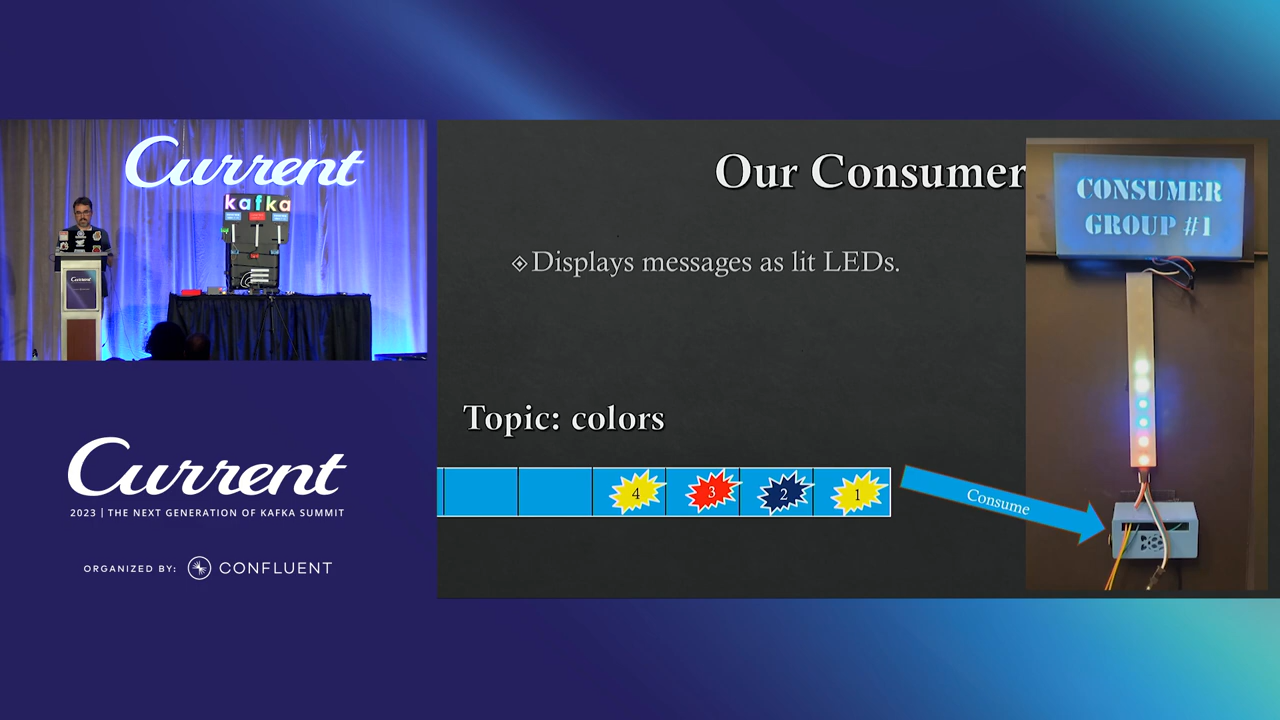 Current
kafka
Current
2023 | THE NEXT GENERATION OF KAFKA SUMMIT
ORGANIZED BY: CONFLUENT
Our Consumer
Displays messages as lit LEDs.
Topic: colors
4 3 2 1
Consume
CONSUMER
GROUP #1